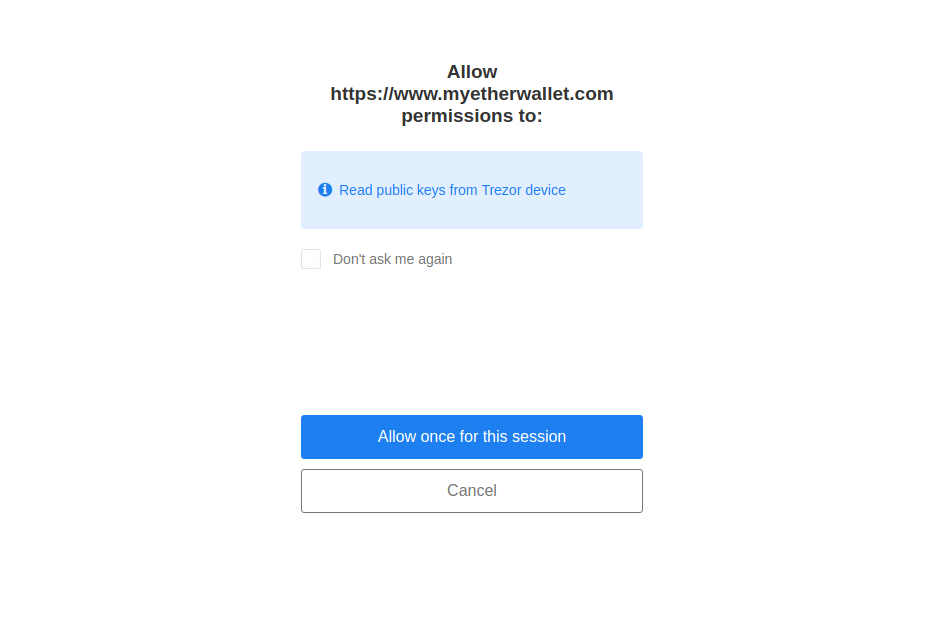 Allow
https://www.myetherwallet.com
permissions to:
Read public keys from Trezor device
Don't ask me again
Allow once for this session
Cancel